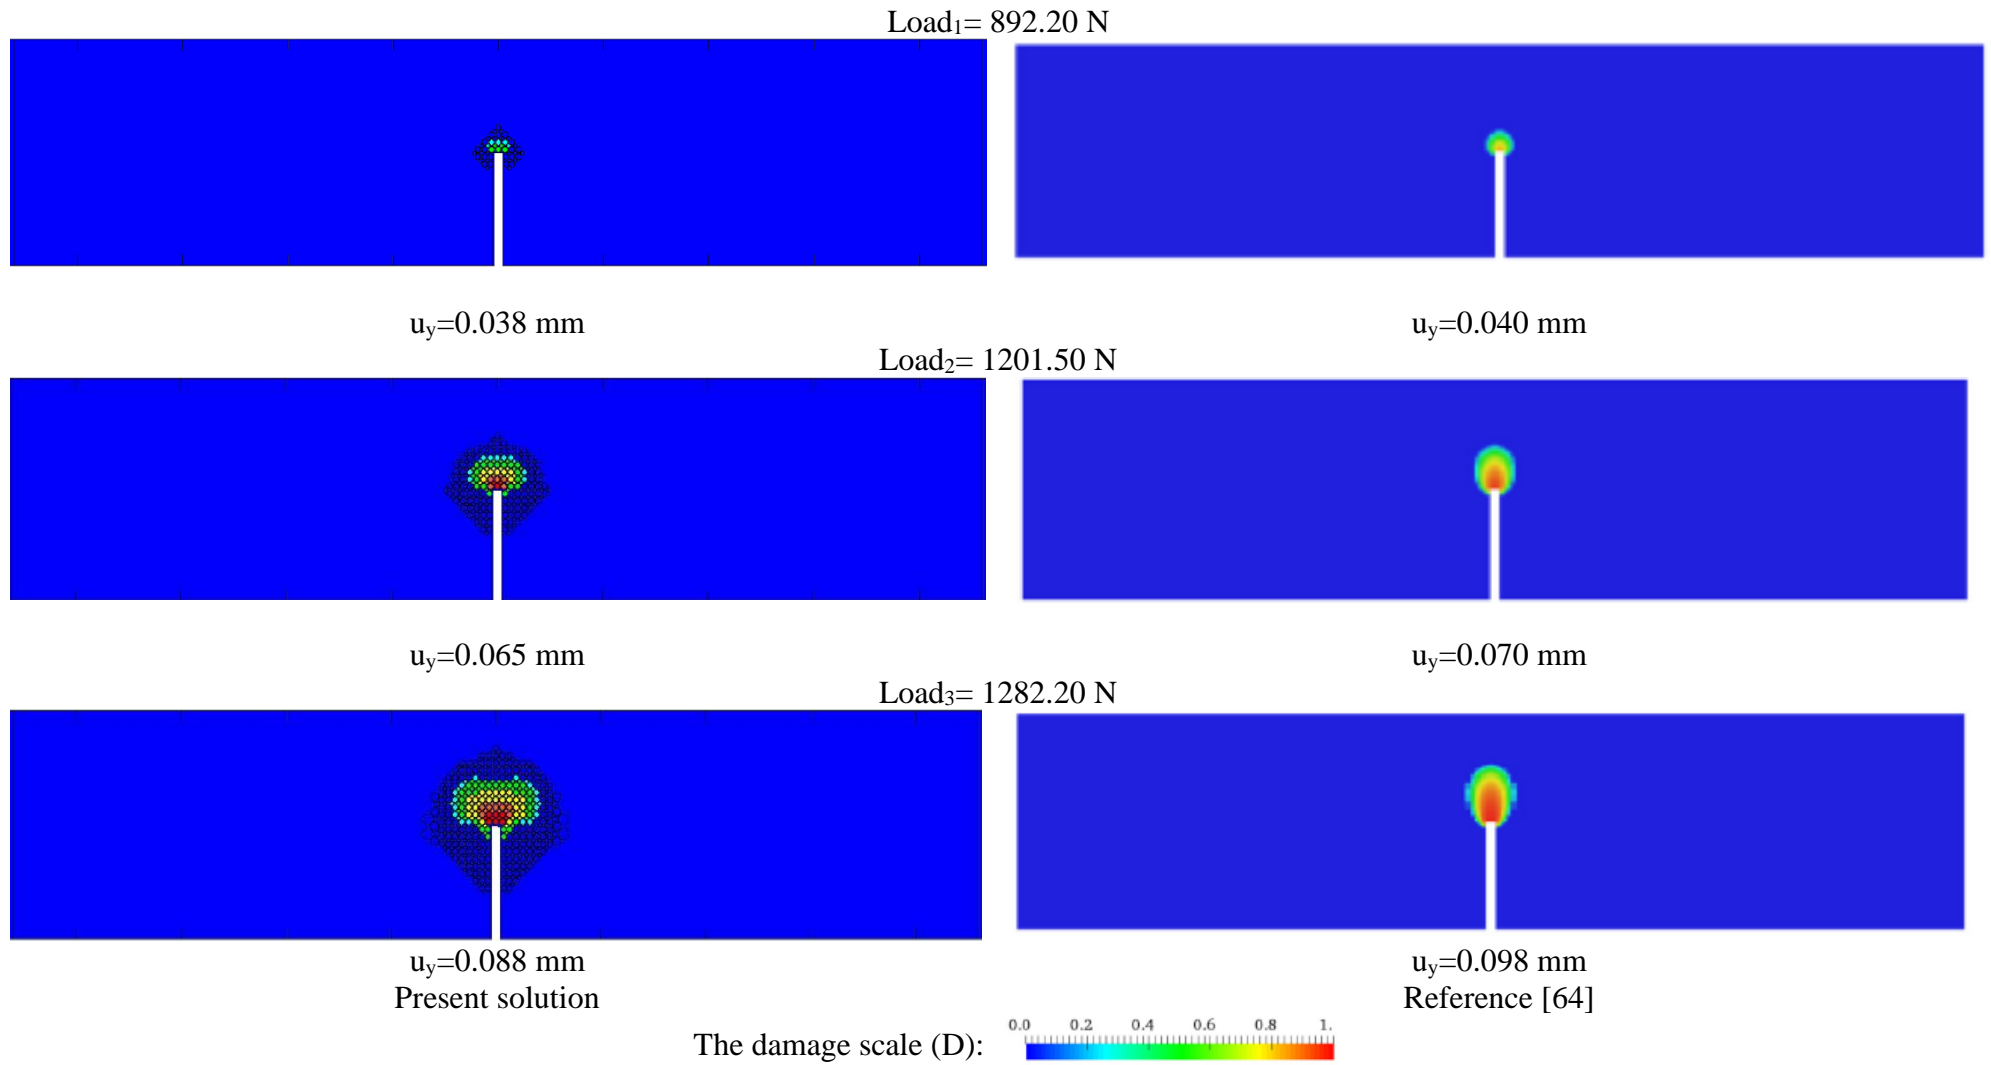 Load₁= 892.20 N
uᵧ=0.038 mm uᵧ=0.040 mm
Load₂= 1201.50 N
uᵧ=0.065 mm uᵧ=0.070 mm
Load₃= 1282.20 N
uᵧ=0.088 mm uᵧ=0.098 mm
Present solution Reference [64]
0.0 0.2 0.4 0.6 0.8 1.
The damage scale (D):